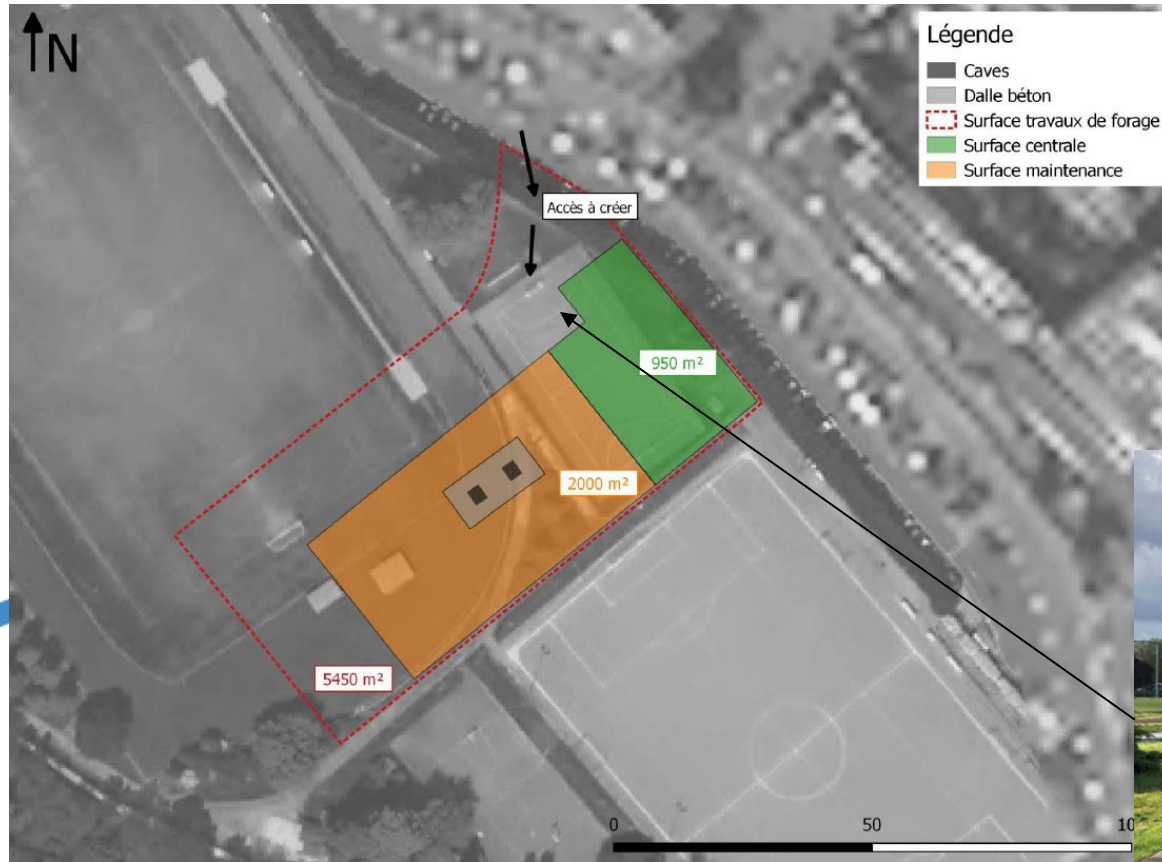 N
Légende
Caves
Dalle béton
Surface travaux de forage
Surface centrale
Surface maintenance
Accès à créer
950 m²
2000 m²
5450 m²
0
50